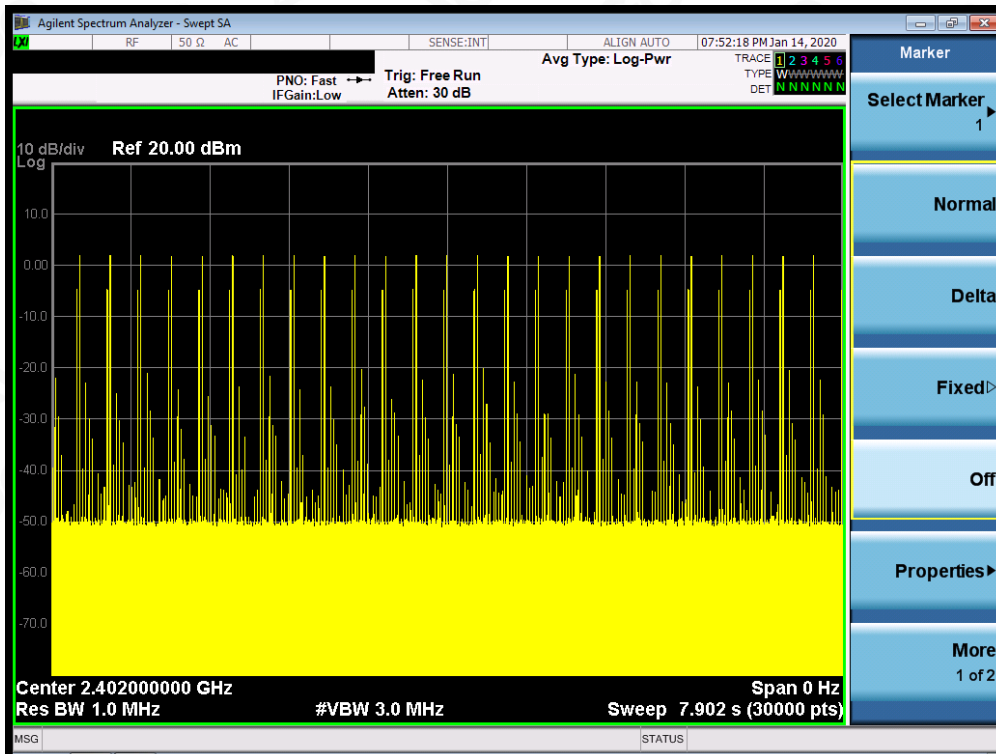 Agilent Spectrum Analyzer - Swept SA
LXI RF 50 Ω AC SENSE:INT ALIGN AUTO 07:52:18 PM Jan 14, 2020
Marker
Avg Type: Log-Pwr
TRACE 1 2 3 4 5 6
PNO: Fast Trig: Free Run
TYPE W W W W W W
IFGain:Low Atten: 30 dB
DET N N N N N N
Select Marker
1
10 dB/div Ref 20.00 dBm
Log
Normal
10.0
0.00
Delta
-10.0
-20.0
Fixed
-30.0
-40.0
Off
-50.0
-60.0
Properties
-70.0
More
1 of 2
Center 2.402000000 GHz Span 0 Hz
Res BW 1.0 MHz #VBW 3.0 MHz Sweep 7.902 s (30000 pts)
MSG STATUS